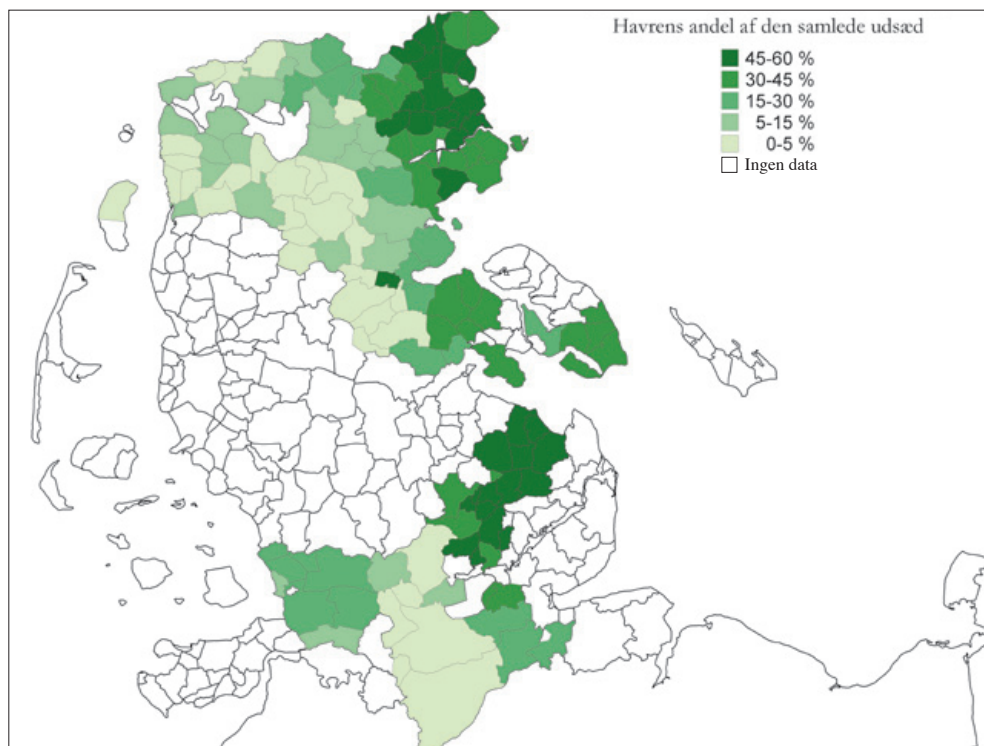 Havrens andel af den samlede udsæd
45-60 %
30-45 %
15-30 %
5-15 %
0-5 %
Ingen data